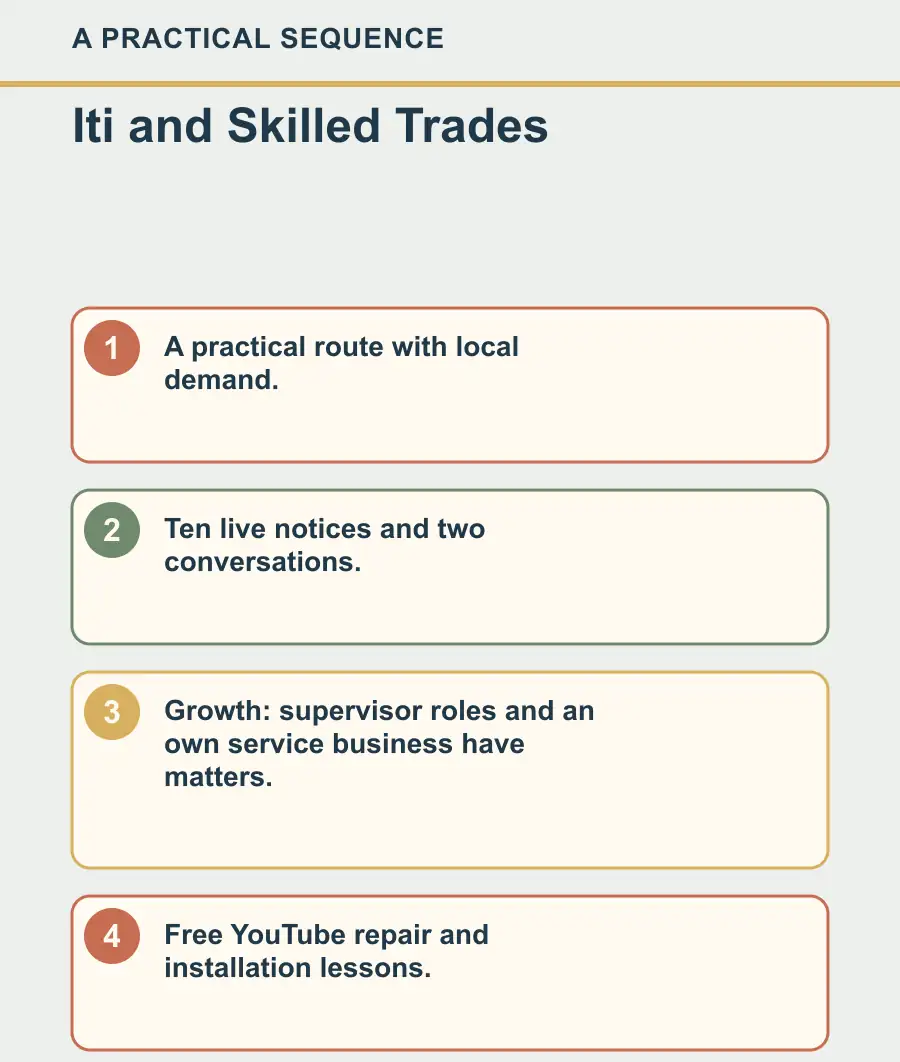 A PRACTICAL SEQUENCE
Iti and Skilled Trades
1
A practical route with local
demand.
2
Ten live notices and two
conversations.
3
Growth: supervisor roles and an
own service business have
matters.
4
Free YouTube repair and
installation lessons.